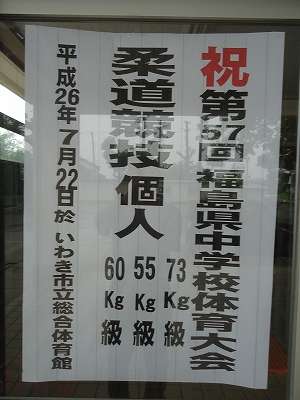 祝 第57回 福島県中学校体育大会
柔道競技個人
73Kg級
55Kg級
60Kg級
平成26年7月22日 於 いわき市立総合体育館